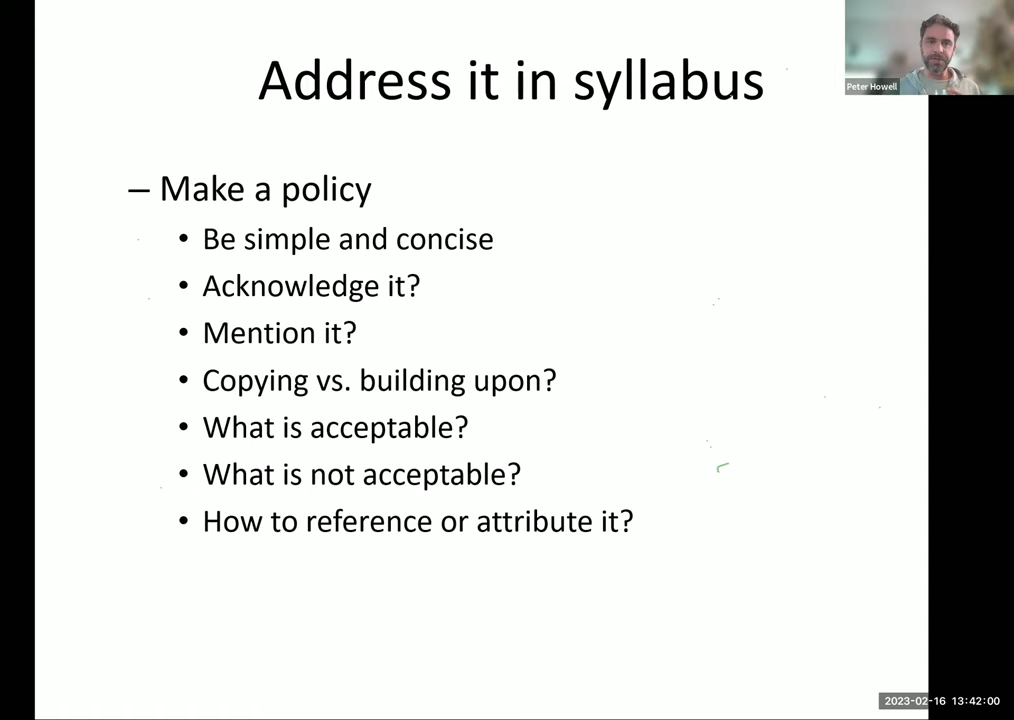 Address it in syllabus
Peter Howell
– Make a policy
• Be simple and concise
• Acknowledge it?
• Mention it?
• Copying vs. building upon?
• What is acceptable?
• What is not acceptable?
• How to reference or attribute it?
2023-02-16 13:42:00